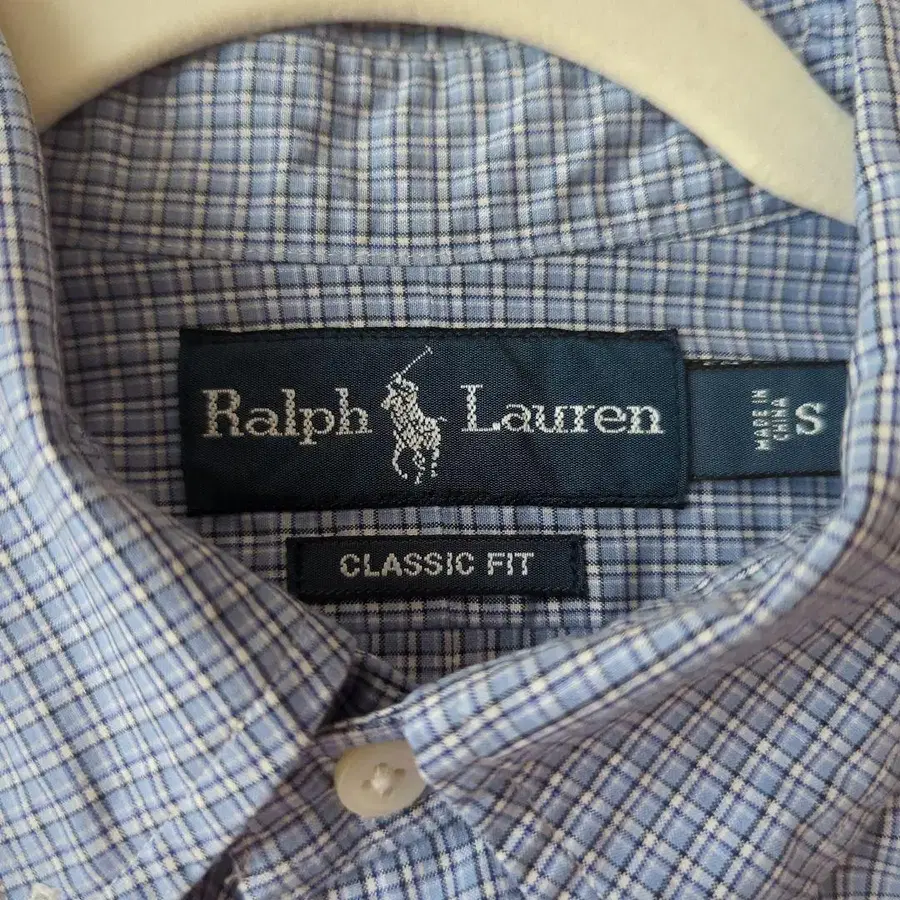 Ralph Lauren
MADE IN
CHINA
S
CLASSIC FIT